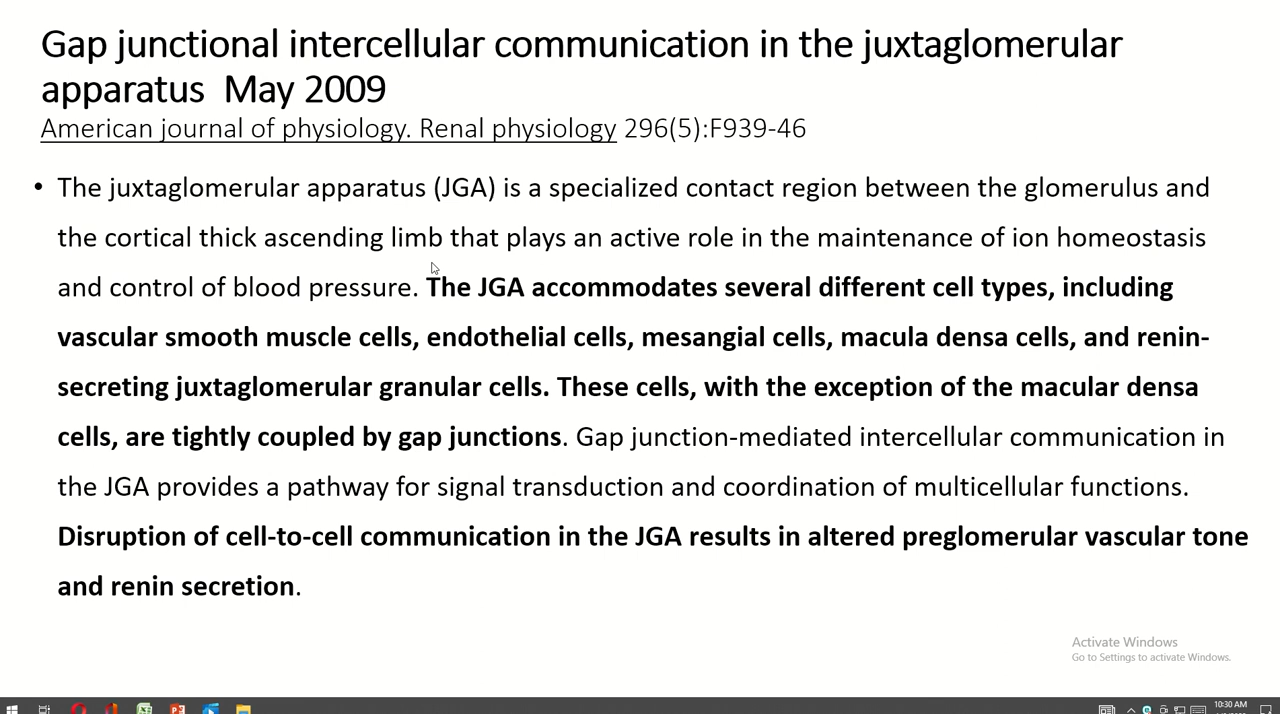 Gap junctional intercellular communication in the juxtaglomerular
apparatus May 2009
American journal of physiology. Renal physiology 296(5):F939-46
• The juxtaglomerular apparatus (JGA) is a specialized contact region between the glomerulus and
the cortical thick ascending limb that plays an active role in the maintenance of ion homeostasis
and control of blood pressure. The JGA accommodates several different cell types, including
vascular smooth muscle cells, endothelial cells, mesangial cells, macula densa cells, and renin-
secreting juxtaglomerular granular cells. These cells, with the exception of the macular densa
cells, are tightly coupled by gap junctions. Gap junction-mediated intercellular communication in
the JGA provides a pathway for signal transduction and coordination of multicellular functions.
Disruption of cell-to-cell communication in the JGA results in altered preglomerular vascular tone
and renin secretion.
Activate Windows
Go to Settings to activate Windows.
10:30 AM